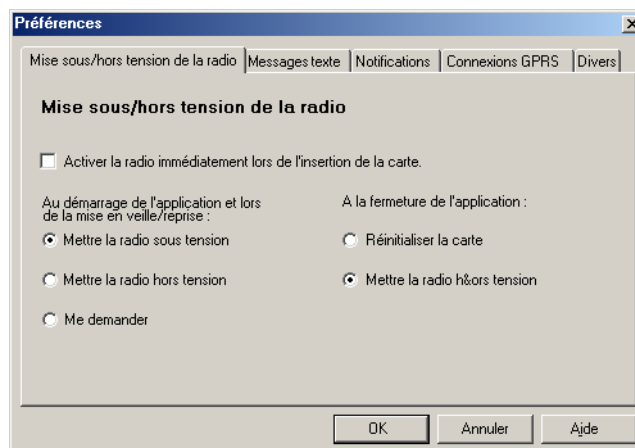 Préférences
Mise sous/hors tension de la radio Messages texte Notifications Connexions GPRS Divers
Mise sous/hors tension de la radio
Activer la radio immédiatement lors de l'insertion de la carte.
Au démarrage de l'application et lors
de la mise en veille/reprise :
Mettre la radio sous tension
Mettre la radio hors tension
Me demander
A la fermeture de l'application :
Réinitialiser la carte
Mettre la radio h&ors tension
OK Annuler Aide